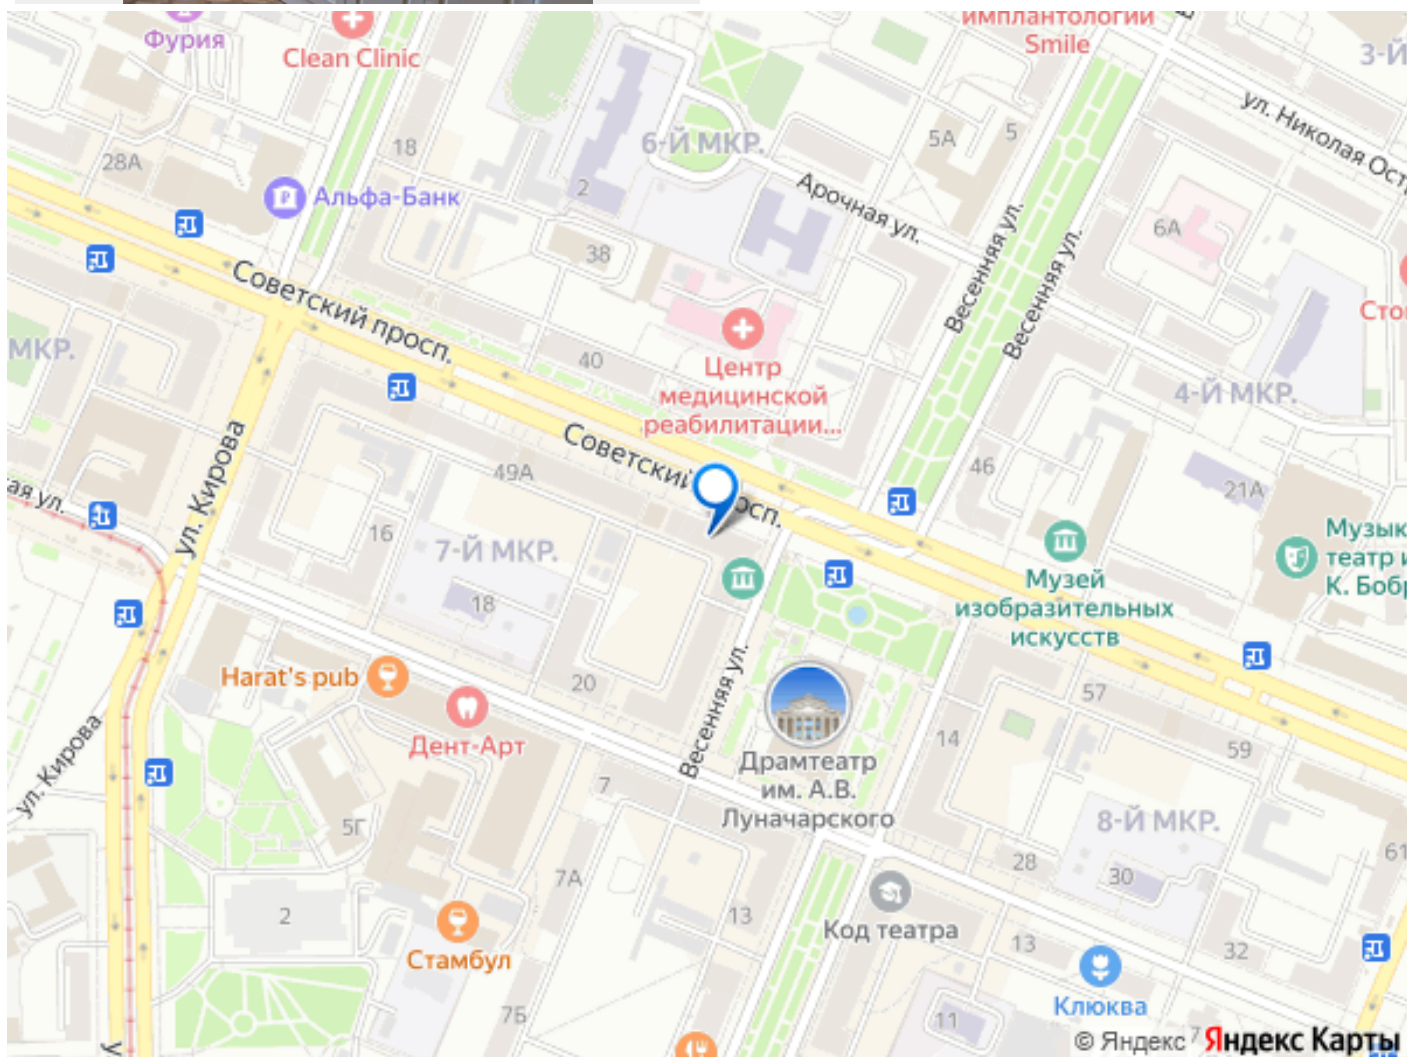 Фурия
Clean Clinic
имплантологии
Smile
3-Й
ул. Николая Ост
18
28А
6-Й МКР.
5А
5
2
Альфа-Банк
Арочная ул.
6А
38
Весенняя ул.
Весенняя ул.
Советский просп.
МКР.
40
Центр
медицинской
реабилитации...
4-Й МКР.
ул. Кирова
Советский просп.
49А
46
21А
ая ул.
16
7-Й МКР.
18
Музей
изобразительных
искусств
Музык
театр и
К. Боб
Harat's pub
20
Весенняя ул.
57
Дент-Арт
ул. Кирова
Драмтеатр
им. А.В.
Луначарского
14
59
7
5Г
8-Й МКР.
61
28
30
7А
2
13
Код театра
13
32
Стамбул
Клюква
7Б
11
7
© Яндекс
Яндекс Карты